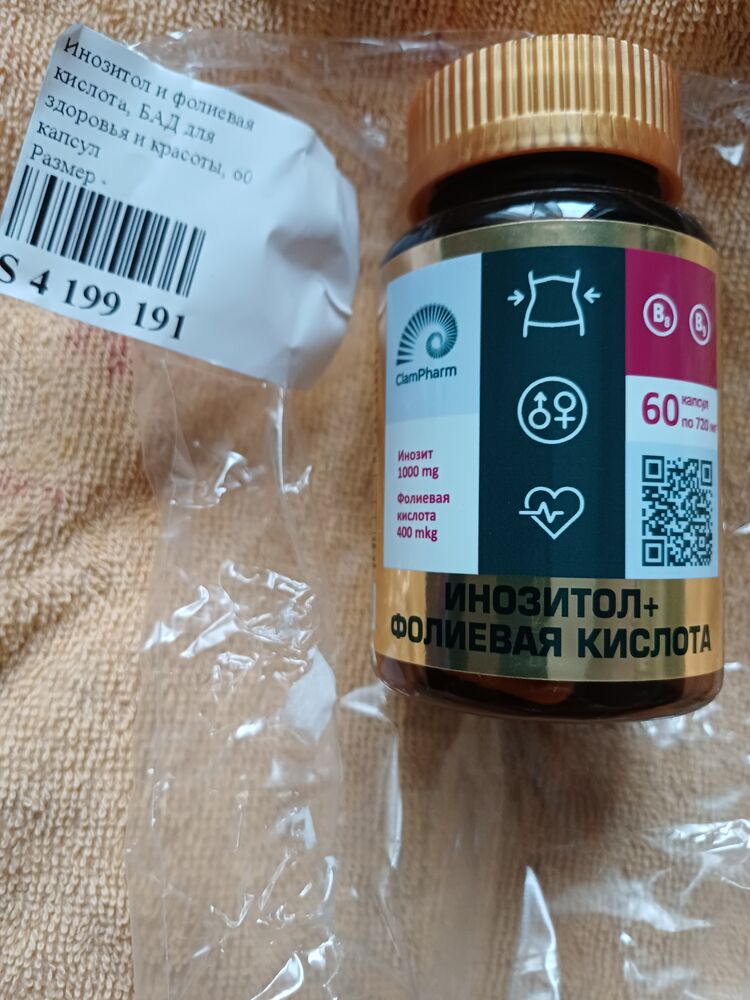 Инозитол и фолиевая
кислота, БАД для
здоровья и красоты, 60
капсул
Размер -
S 4 199 191
ClamPharm
Инозит
1000 mg
Фолиевая
кислота
400 mkg
B8 B9
60 капсул
по 720 мг
ИНОЗИТОЛ+
ФОЛИЕВАЯ КИСЛОТА